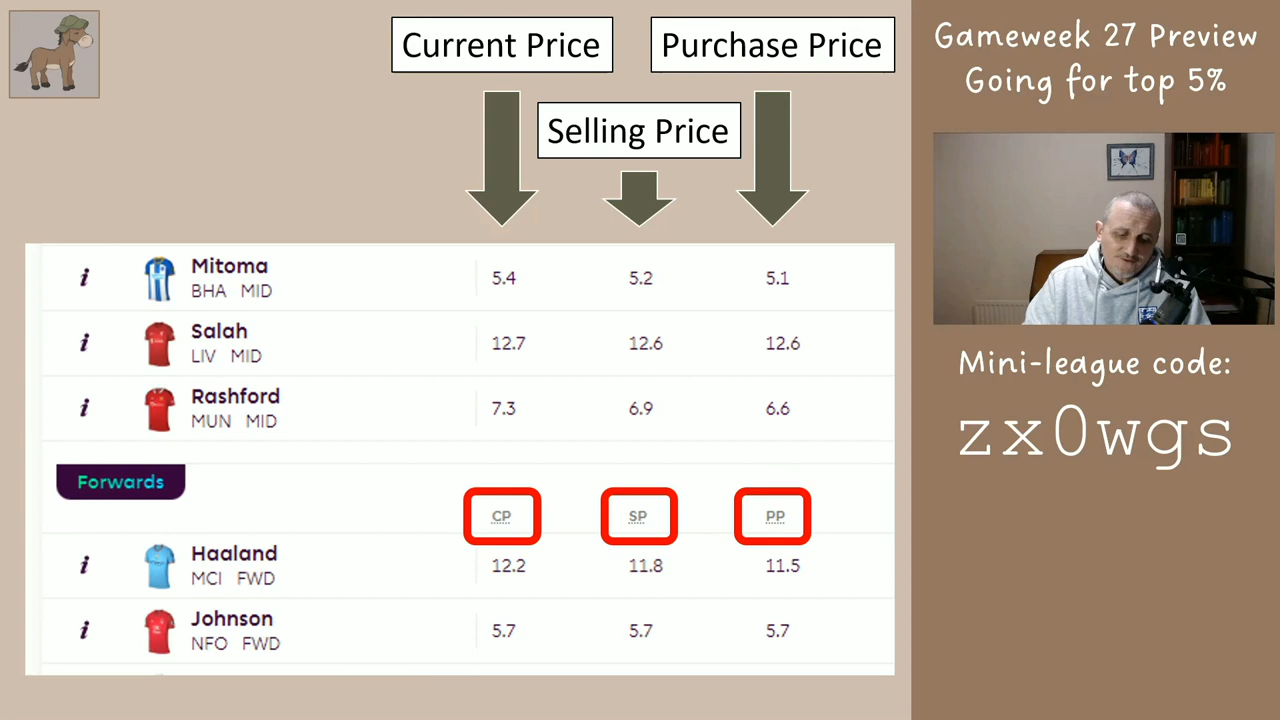 Current Price
Purchase Price
Selling Price
Gameweek 27 Preview
Going for top 5%
Mini-league code:
zx0wgs
i Mitoma 5.4 5.2 5.1
BHA MID
i Salah 12.7 12.6 12.6
LIV MID
i Rashford 7.3 6.9 6.6
MUN MID
Forwards
CP SP PP
i Haaland 12.2 11.8 11.5
MCI FWD
i Johnson 5.7 5.7 5.7
NFO FWD